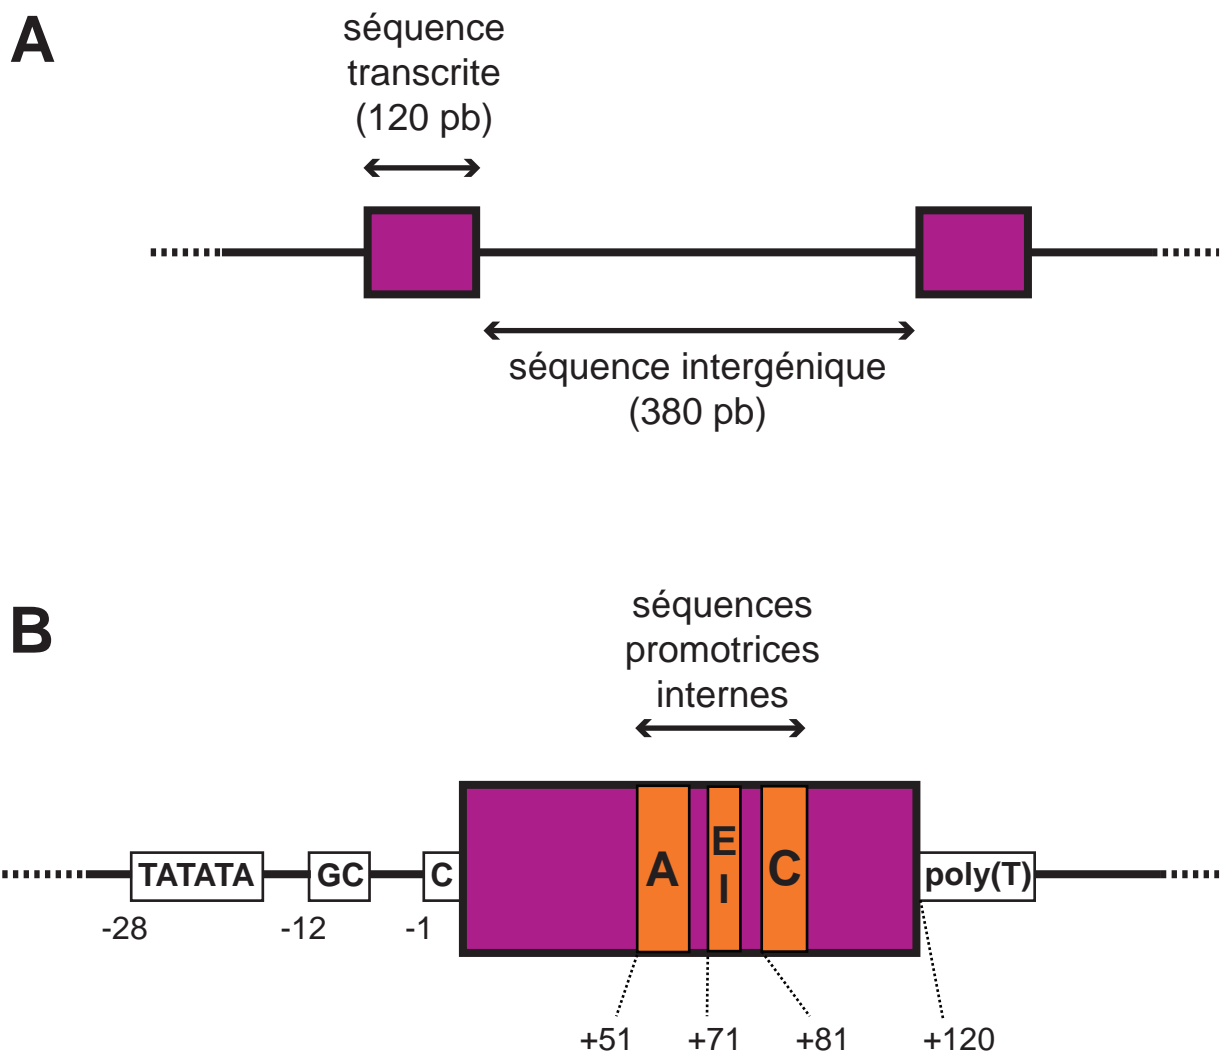 A
séquence
transcrite
(120 pb)
séquence intergénique
(380 pb)
B
séquences
promotrices
internes
TATATA
GC
C
A
E
I
C
poly(T)
-28
-12
-1
+51
+71
+81
+120